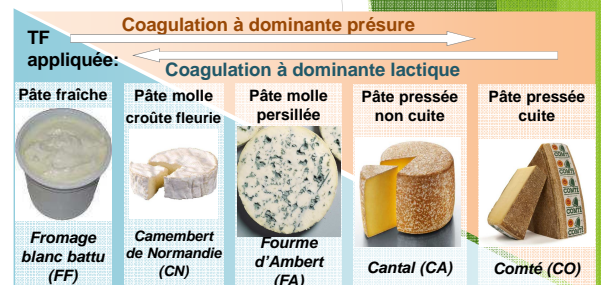 Coagulation à dominante présure
TF
appliquée:
Coagulation à dominante lactique
Pâte fraîche
Pâte molle
croûte fleurie
Pâte molle
persillée
Pâte pressée
non cuite
Pâte pressée
cuite
COMTÉ
COMTÉ
Fromage
blanc battu
(FF)
Camembert
de Normandie
(CN)
Fourme
d'Ambert
(FA)
Cantal (CA)
Comté (CO)